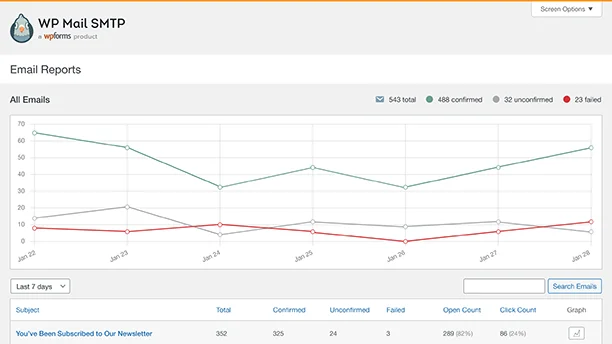 Screen Options ▼
WP Mail SMTP
a wpforms product
Email Reports
All Emails
543 total 488 confirmed 32 unconfirmed 23 failed
70
60
50
40
30
20
10
0
Jan 22 Jan 23 Jan 24 Jan 25 Jan 26 Jan 27 Jan 28
Last 7 days Search Emails
Subject Total Confirmed Unconfirmed Failed Open Count Click Count Graph
You've Been Subscribed to Our Newsletter 352 325 24 3 289 (82%) 86 (24%)